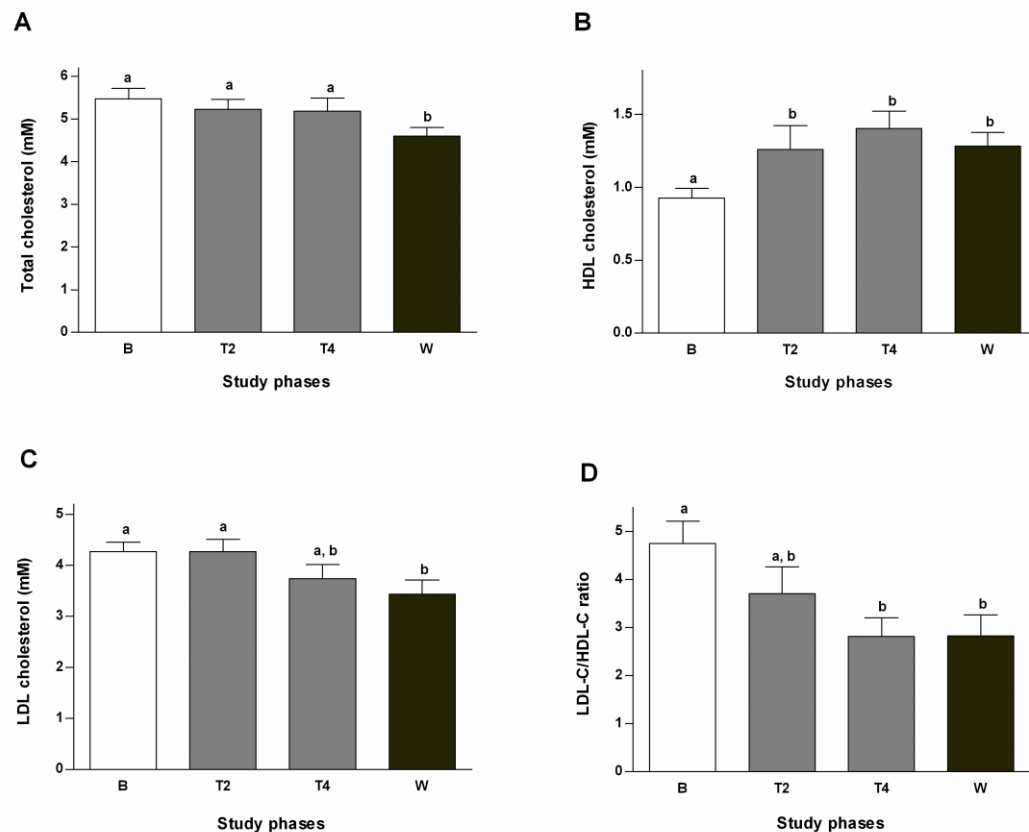 A
Total cholesterol (mM)
6
5
4
3
2
1
0
a
a
a
b
B
T2
T4
W
Study phases
B
HDL cholesterol (mM)
1.5
1.0
0.5
0.0
a
b
b
b
B
T2
T4
W
Study phases
C
LDL cholesterol (mM)
5
4
3
2
1
0
a
a
a, b
b
B
T2
T4
W
Study phases
D
LDL-C/HDL-C ratio
5
4
3
2
1
0
a
a, b
b
b
B
T2
T4
W
Study phases